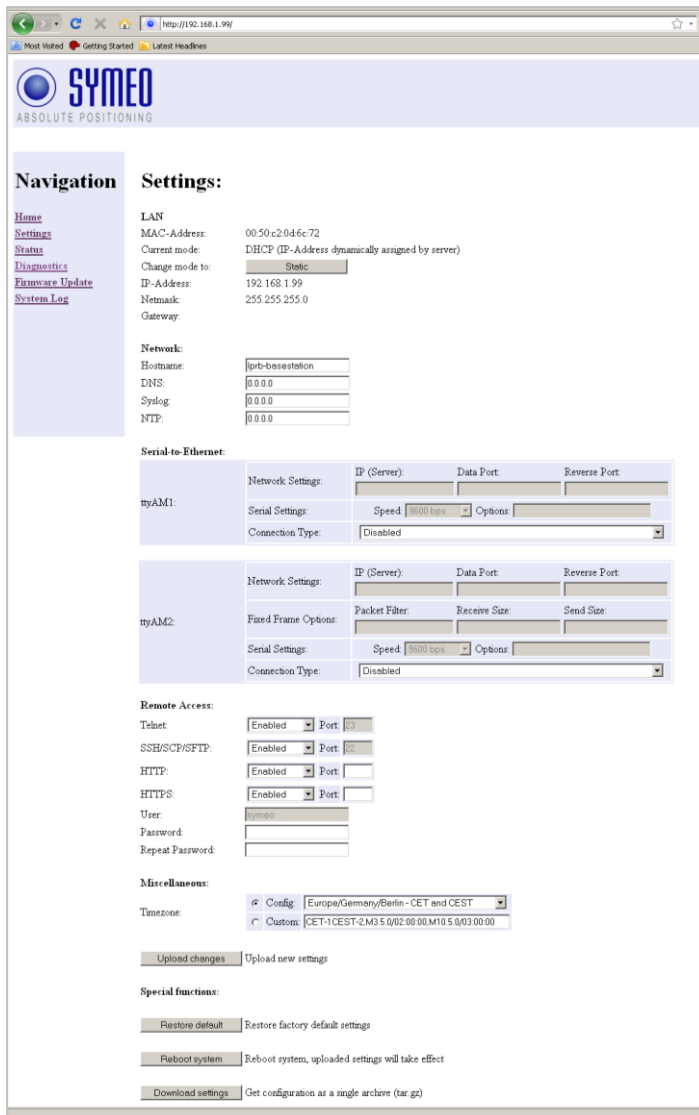 http://192.168.1.99/
Most Visited Getting Started Latest Headlines
SYMEO
ABSOLUTE POSITIONING
Navigation
Home
Settings
Status
Diagnostics
Firmware Update
System Log
Settings:
LAN
MAC-Address: 00:50:c2:0d:6c:72
Current mode: DHCP (IP-Address dynamically assigned by server)
Change mode to: Static
IP-Address: 192.168.1.99
Netmask: 255.255.255.0
Gateway:
Network:
Hostname: lprb-basestation
DNS: 0.0.0.0
Syslog: 0.0.0.0
NTP: 0.0.0.0
Serial-to-Ethernet:
ttyAM1:
Network Settings: IP (Server): Data Port: Reverse Port:
Serial Settings: Speed: 9600 bps Options:
Connection Type: Disabled
ttyAM2:
Network Settings: IP (Server): Data Port: Reverse Port:
Fixed Frame Options: Packet Filter: Receive Size: Send Size:
Serial Settings: Speed: 9600 bps Options:
Connection Type: Disabled
Remote Access:
Telnet: Enabled Port: 23
SSH/SCP/SFTP: Enabled Port: 22
HTTP: Enabled Port:
HTTPS: Enabled Port:
User: symeo
Password:
Repeat Password:
Miscellaneous:
Timezone:
Config: Europe/Germany/Berlin - CET and CEST
Custom: CET-1CEST-2,M3.5.0/02:00:00,M10.5.0/03:00:00
Upload changes Upload new settings
Special functions:
Restore default Restore factory default settings
Reboot system Reboot system, uploaded settings will take effect
Download settings Get configuration as a single archive (tar.gz)